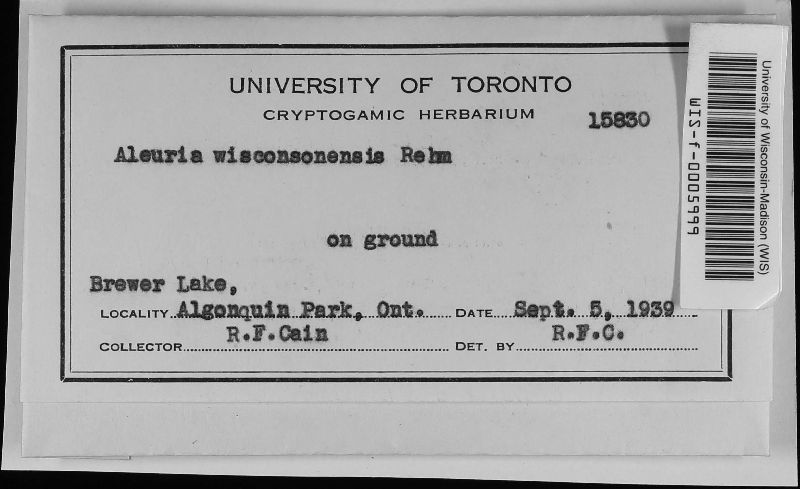 UNIVERSITY OF TORONTO
CRYPTOGAMIC HERBARIUM
15830
Aleuria wisconsonensis Rehm
on ground
Brewer Lake,
LOCALITY Algonquin Park, Ont. DATE Sept. 5, 1939
COLLECTOR R.F.Cain DET. BY R.F.C.
University of Wisconsin-Madison (WIS)
WIS-f-0005999